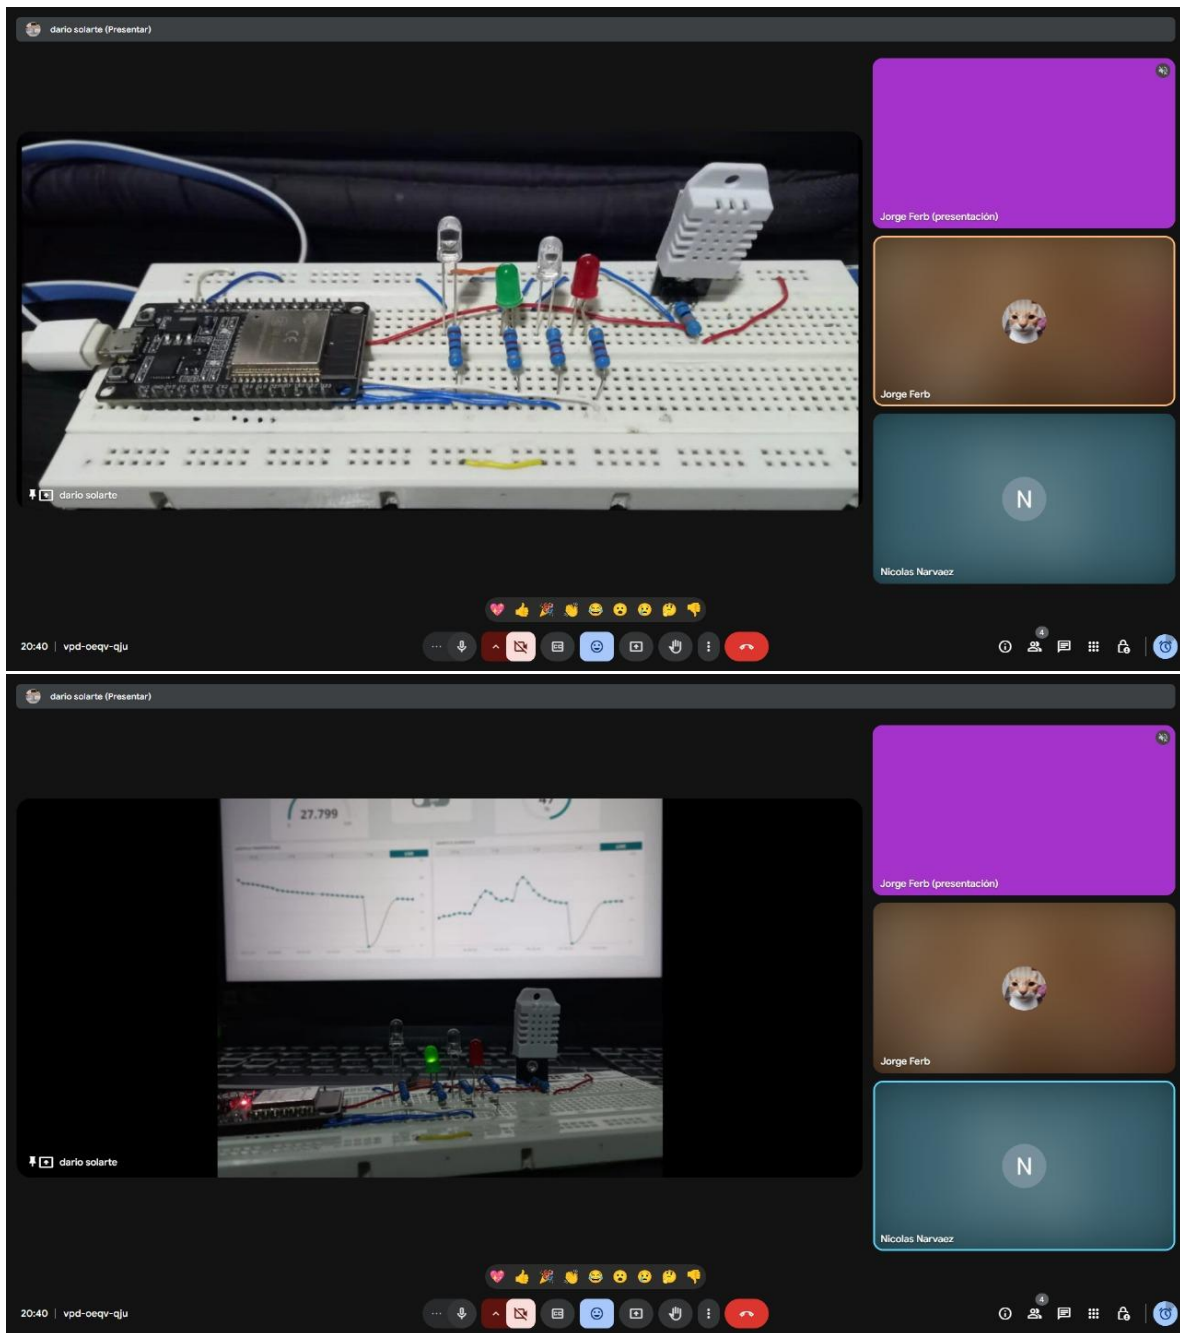 dario solarte (Presentar)
Jorge Ferb (presentación)
Jorge Ferb
N
Nicolas Narvaez
dario solarte
4
20:40 | vpd-oeqv-qju
dario solarte (Presentar)
27.799
47
Jorge Ferb (presentación)
Jorge Ferb
N
Nicolas Narvaez
dario solarte
4
20:40 | vpd-oeqv-qju